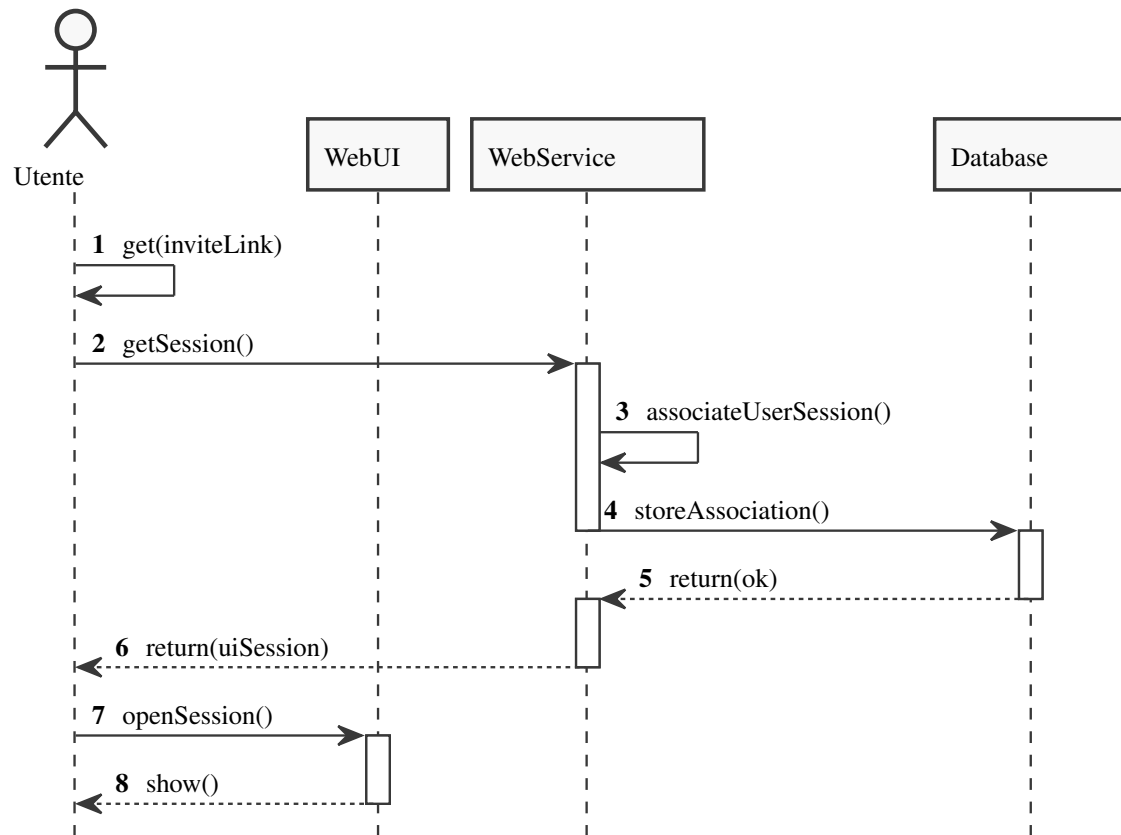 Utente
WebUI
WebService
Database
1 get(inviteLink)
2 getSession()
3 associateUserSession()
4 storeAssociation()
5 return(ok)
6 return(uiSession)
7 openSession()
8 show()